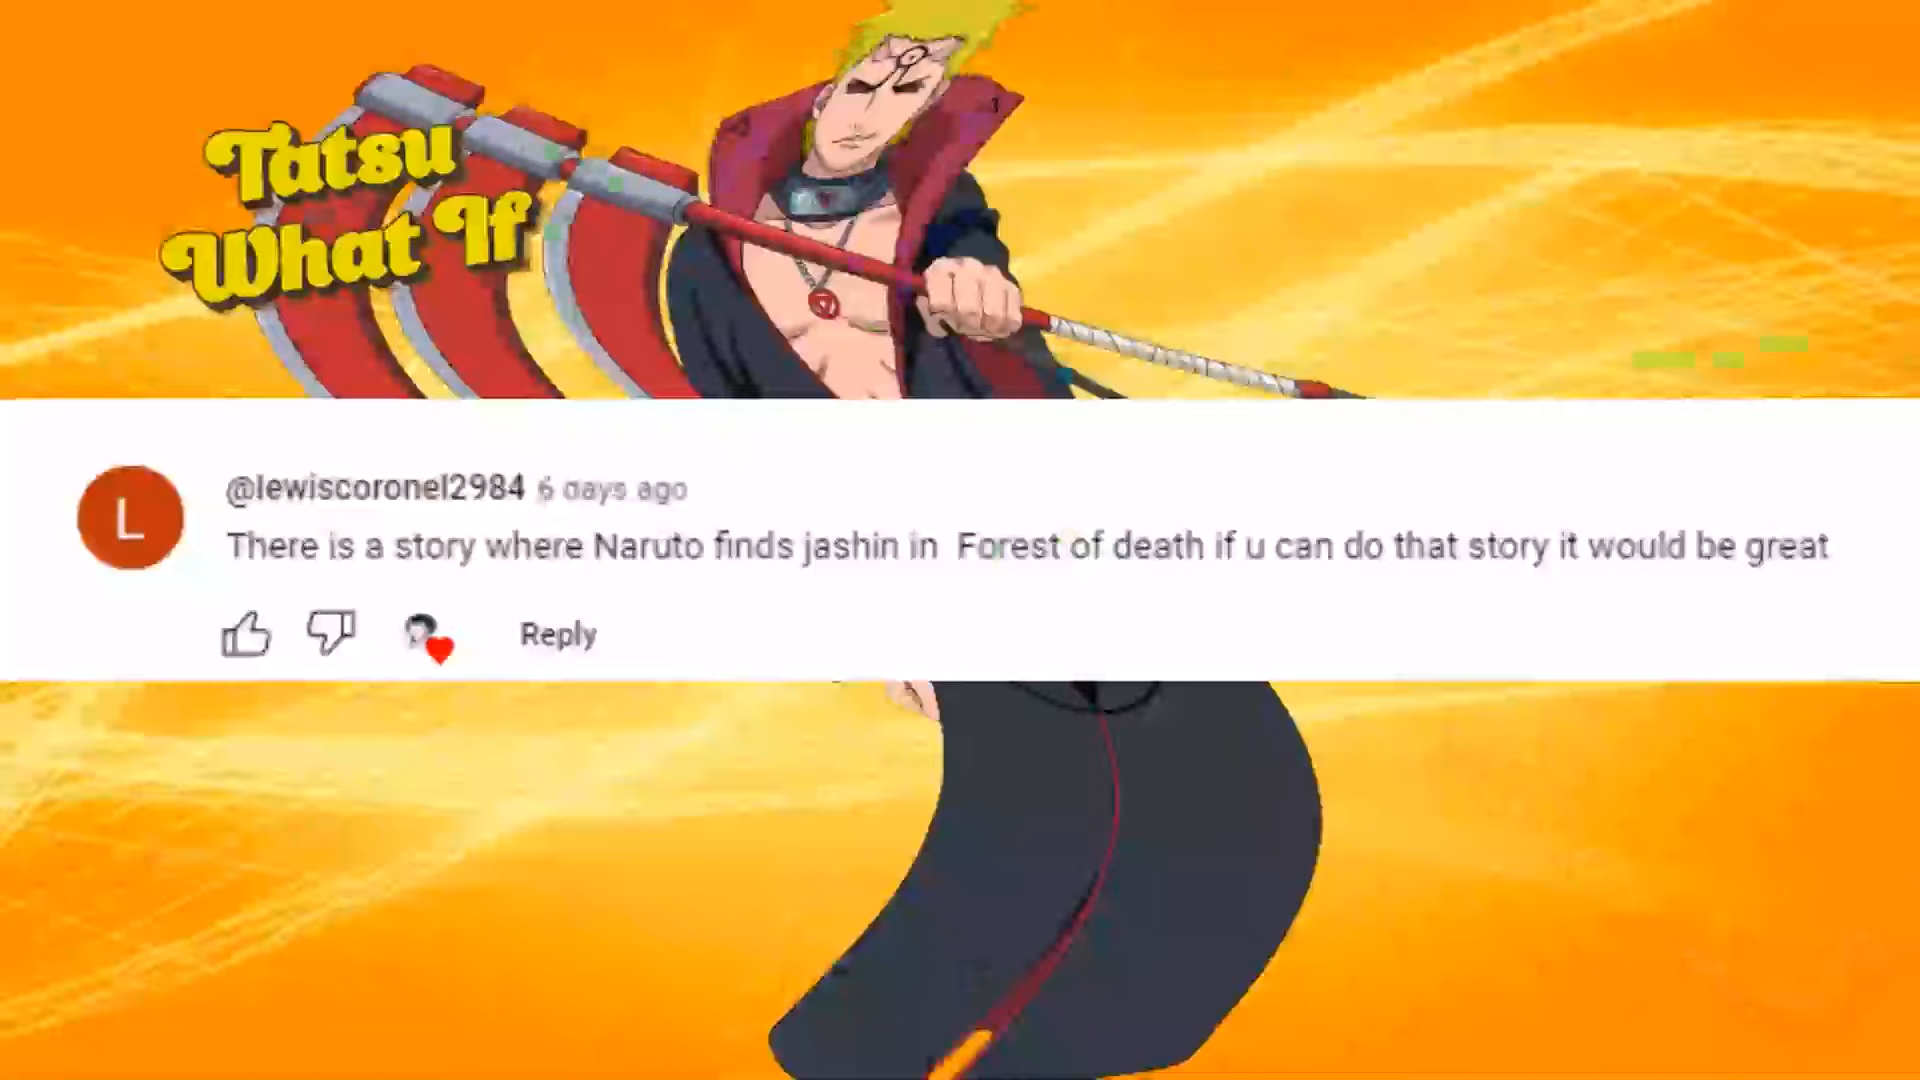 Tatsu
What If
@lewiscoronel2984 6 days ago
There is a story where Naruto finds jashin in Forest of death if u can do that story it would be great
Reply
L